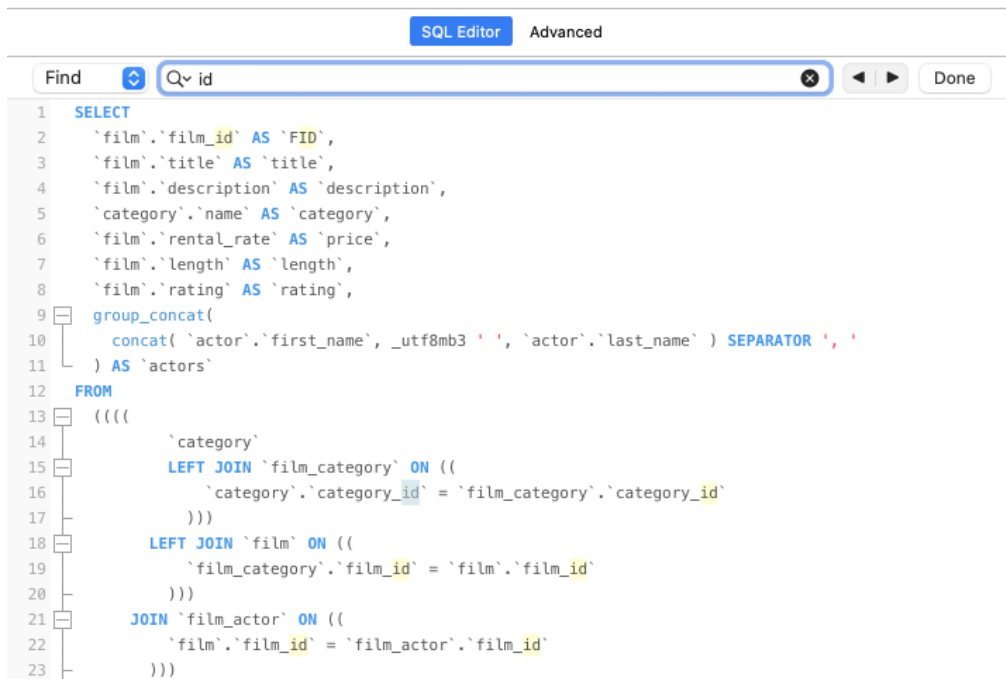 SQL Editor Advanced
Find id Done
1 SELECT
2 `film`.`film_id` AS `FID`,
3 `film`.`title` AS `title`,
4 `film`.`description` AS `description`,
5 `category`.`name` AS `category`,
6 `film`.`rental_rate` AS `price`,
7 `film`.`length` AS `length`,
8 `film`.`rating` AS `rating`,
9 group_concat(
10 concat( `actor`.`first_name`, _utf8mb3 ' ', `actor`.`last_name` ) SEPARATOR ', '
11 ) AS `actors`
12 FROM
13 ((((
14 `category`
15 LEFT JOIN `film_category` ON ((
16 `category`.`category_id` = `film_category`.`category_id`
17 )))
18 LEFT JOIN `film` ON ((
19 `film_category`.`film_id` = `film`.`film_id`
20 )))
21 JOIN `film_actor` ON ((
22 `film`.`film_id` = `film_actor`.`film_id`
23 )))